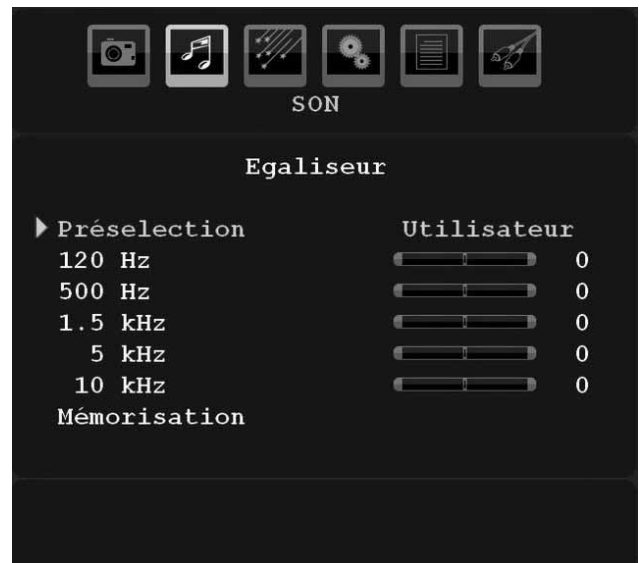 SON
Egaliseur
Préselection Utilisateur
120 Hz 0
500 Hz 0
1.5 kHz 0
5 kHz 0
10 kHz 0
Mémorisation